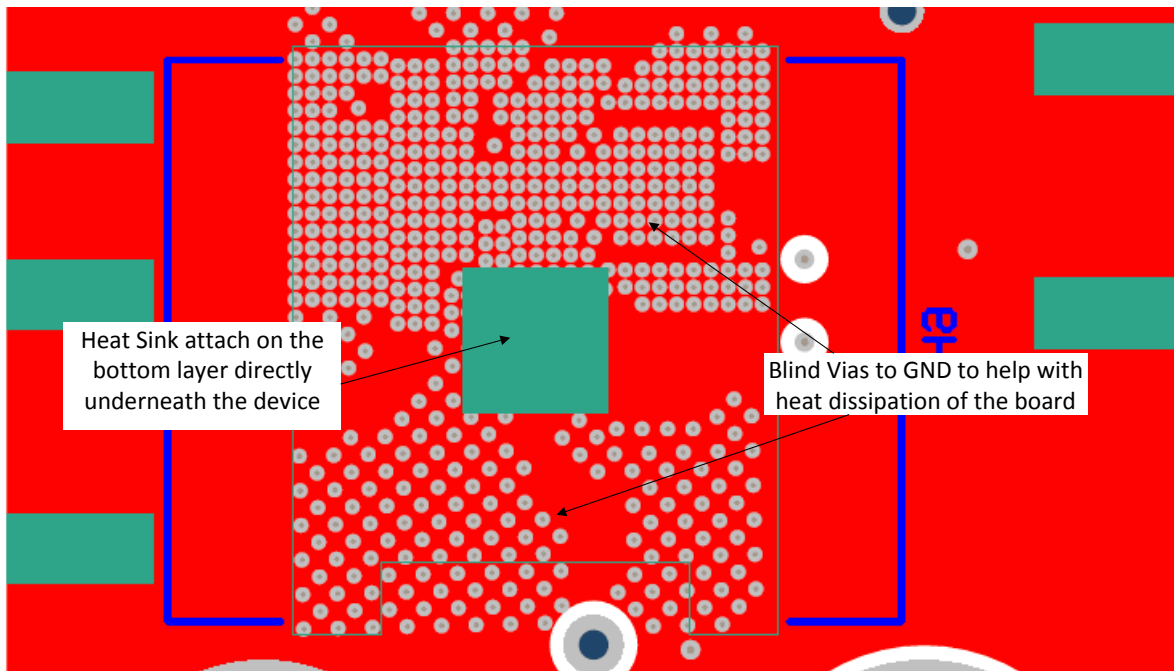 Heat Sink attach on the
bottom layer directly
underneath the device
Blind Vias to GND to help with
heat dissipation of the board